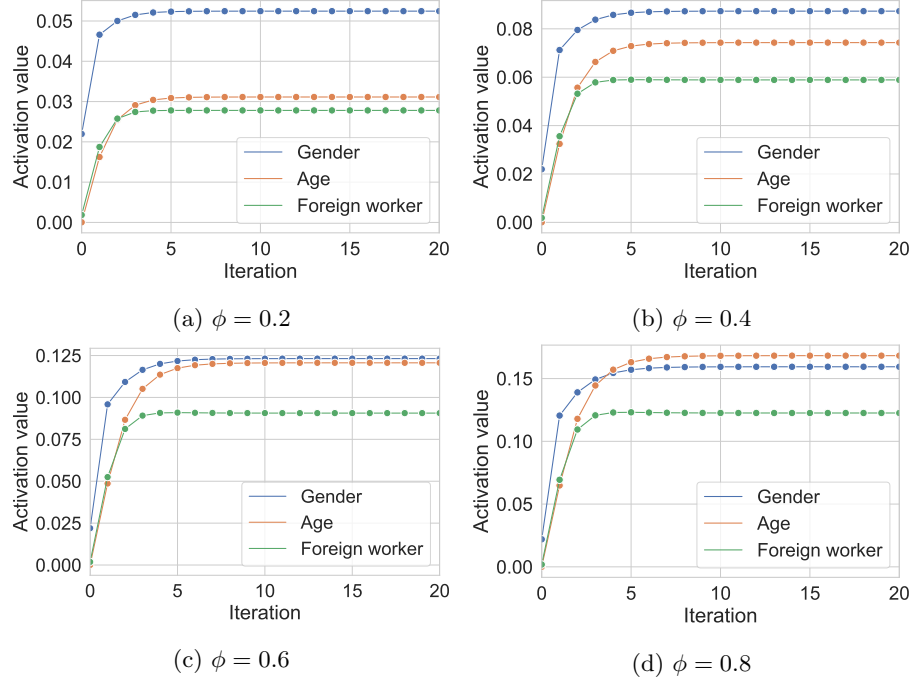 Activation value
0.05
0.04
0.03
0.02
0.01
0.00
Gender
Age
Foreign worker
0 5 10 15 20
Iteration
(a) ϕ = 0.2
Activation value
0.08
0.06
0.04
0.02
0.00
Gender
Age
Foreign worker
0 5 10 15 20
Iteration
(b) ϕ = 0.4
Activation value
0.125
0.100
0.075
0.050
0.025
0.000
Gender
Age
Foreign worker
0 5 10 15 20
Iteration
(c) ϕ = 0.6
Activation value
0.15
0.10
0.05
0.00
Gender
Age
Foreign worker
0 5 10 15 20
Iteration
(d) ϕ = 0.8